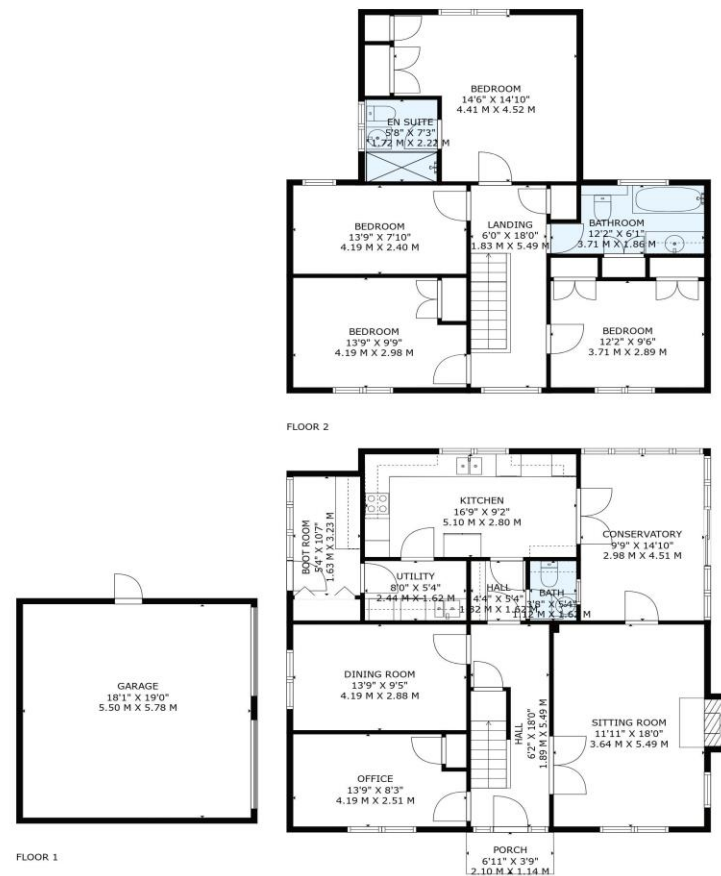 BEDROOM
14'6" X 14'10"
4.41 M X 4.52 M
EN SUITE
5'8" X 7'3"
1.72 M X 2.22 M
BEDROOM
13'9" X 7'10"
4.19 M X 2.40 M
LANDING
6'0" X 18'0"
1.83 M X 5.49 M
BATHROOM
12'2" X 6'1"
3.71 M X 1.86 M
BEDROOM
13'9" X 9'9"
4.19 M X 2.98 M
BEDROOM
12'2" X 9'6"
3.71 M X 2.89 M
FLOOR 2
KITCHEN
16'9" X 9'2"
5.10 M X 2.80 M
BOOT ROOM
5'4" X 10'7"
1.63 M X 3.23 M
CONSERVATORY
9'9" X 14'10"
2.98 M X 4.51 M
UTILITY
8'0" X 5'4"
2.44 M X 1.62 M
HALL
4'4" X 5'4"
1.32 M X 1.62 M
BATH
3'8" X 5'4"
1.12 M X 1.62 M
GARAGE
18'1" X 19'0"
5.50 M X 5.78 M
DINING ROOM
13'9" X 9'5"
4.19 M X 2.88 M
HALL
6'2" X 18'0"
1.89 M X 5.49 M
SITTING ROOM
11'11" X 18'0"
3.64 M X 5.49 M
OFFICE
13'9" X 8'3"
4.19 M X 2.51 M
PORCH
6'11" X 3'9"
2.10 M X 1.14 M
FLOOR 1